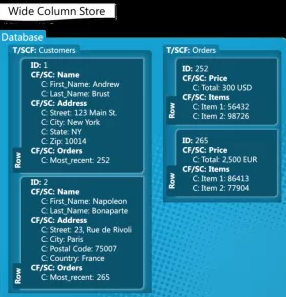 Wide Column Store
Database
T/SCF: Customers
ID: 1
CF/SC: Name
C: First_Name: Andrew
C: Last_Name: Brust
CF/SC: Address
C: Street: 123 Main St.
C: City: New York
C: State: NY
C: Zip: 10014
CF/SC: Orders
C: Most_recent: 252
Row
ID: 2
CF/SC: Name
C: First_Name: Napoleon
C: Last_Name: Bonaparte
CF/SC: Address
C: Street: 23, Rue de Rivoli
C: City: Paris
C: Postal Code: 75007
C: Country: France
CF/SC: Orders
C: Most_recent: 265
Row
T/SCF: Orders
ID: 252
CF/SC: Price
C: Total: 300 USD
CF/SC: Items
C: Item 1: 56432
C: Item 2: 98726
Row
ID: 265
CF/SC: Price
C: Total: 2,500 EUR
CF/SC: Items
C: Item 1: 86413
C: Item 2: 77904
Row